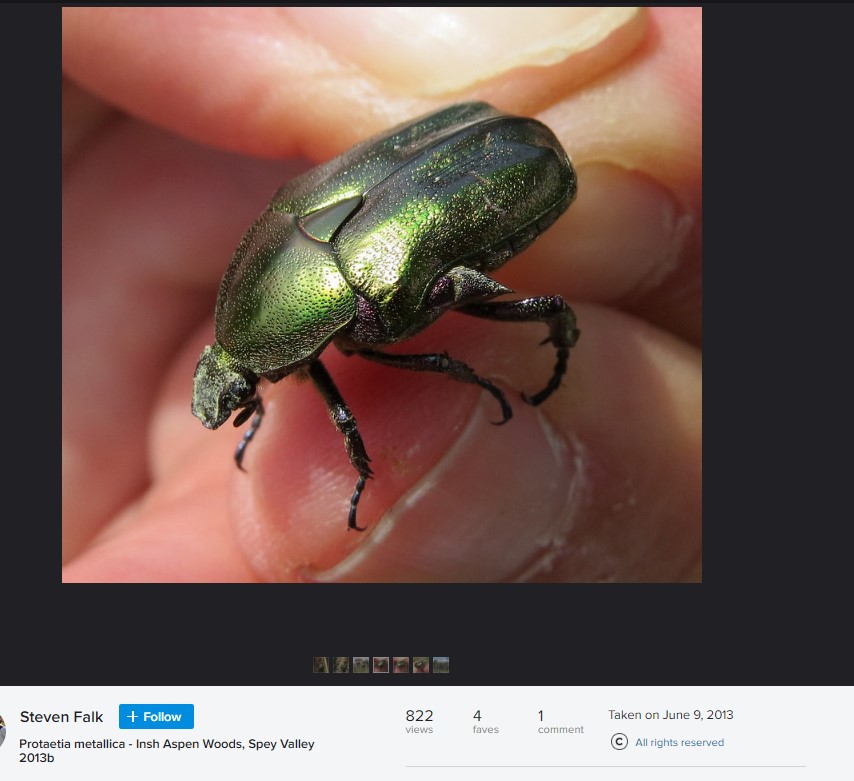 Steven Falk
+ Follow
Protaetia metallica - Insh Aspen Woods, Spey Valley
2013b
822
views
4
faves
1
comment
Taken on June 9, 2013
© All rights reserved